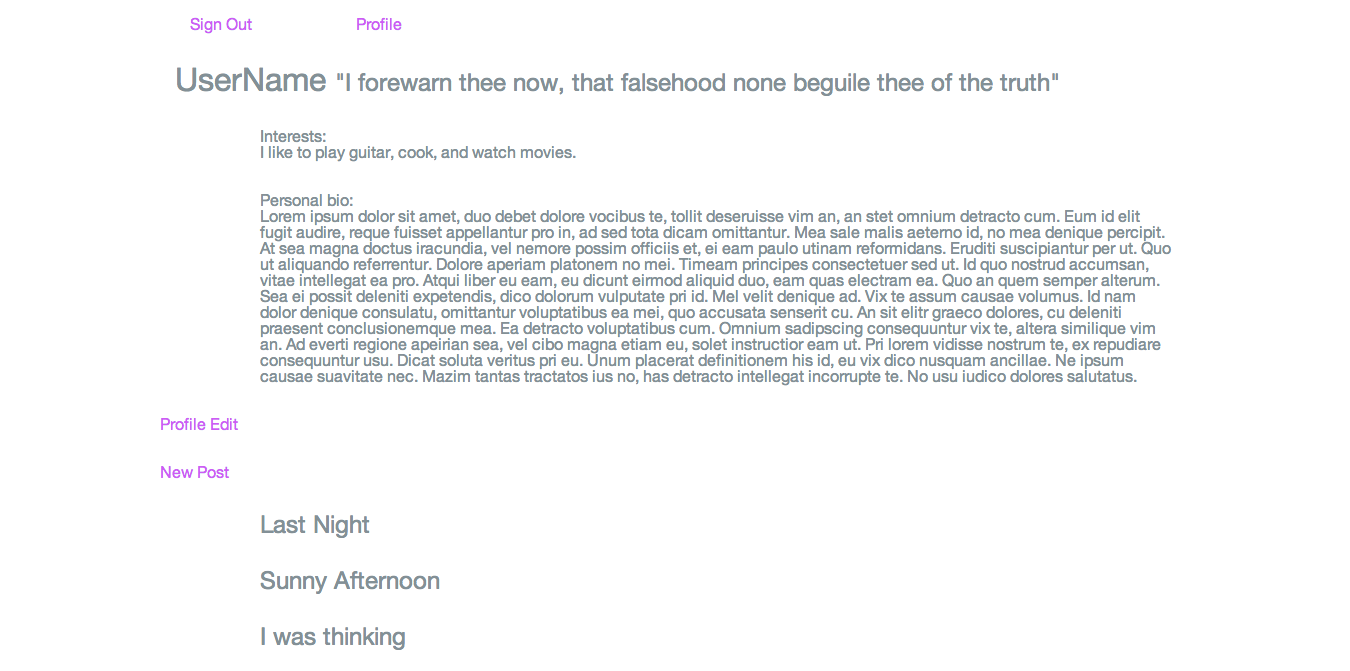 Sign Out Profile
UserName "I forewarn thee now, that falsehood none beguile thee of the truth"
Interests:
I like to play guitar, cook, and watch movies.
Personal bio:
Lorem ipsum dolor sit amet, duo debet dolore vocibus te, tollit deseruisse vim an, an stet omnium detracto cum. Eum id elit
fugit audire, reque fuisset appellantur pro in, ad sed tota dicam omittantur. Mea sale malis aeterno id, no mea denique percipit.
At sea magna doctus iracundia, vel nemore possim officiis et, ei eam paulo utinam reformidans. Eruditi suscipiantur per ut. Quo
ut aliquando referrentur. Dolore aperiam platonem no mei. Timeam principes consectetuer sed ut. Id quo nostrud accumsan,
vitae intellegat ea pro. Atqui liber eu eam, eu dicunt eirmod aliquid duo, eam quas electram ea. Quo an quem semper alterum.
Sea ei possit deleniti expetendis, dico dolorum vulputate pri id. Mel velit denique ad. Vix te assum causae volumus. Id nam
dolor denique consulatu, omittantur voluptatibus ea mei, quo accusata senserit cu. An sit elitr graeco dolores, cu deleniti
praesent conclusionemque mea. Ea detracto voluptatibus cum. Omnium sadipscing consequuntur vix te, altera similique vim
an. Ad everti regione apeirian sea, vel cibo magna etiam eu, solet instructior eam ut. Pri lorem vidisse nostrum te, ex repudiare
consequuntur usu. Dicat soluta veritus pri eu. Unum placerat definitionem his id, eu vix dico nusquam ancillae. Ne ipsum
causae suavitate nec. Mazim tantas tractatos ius no, has detracto intellegat incorrupte te. No usu iudico dolores salutatus.
Profile Edit
New Post
Last Night
Sunny Afternoon
I was thinking